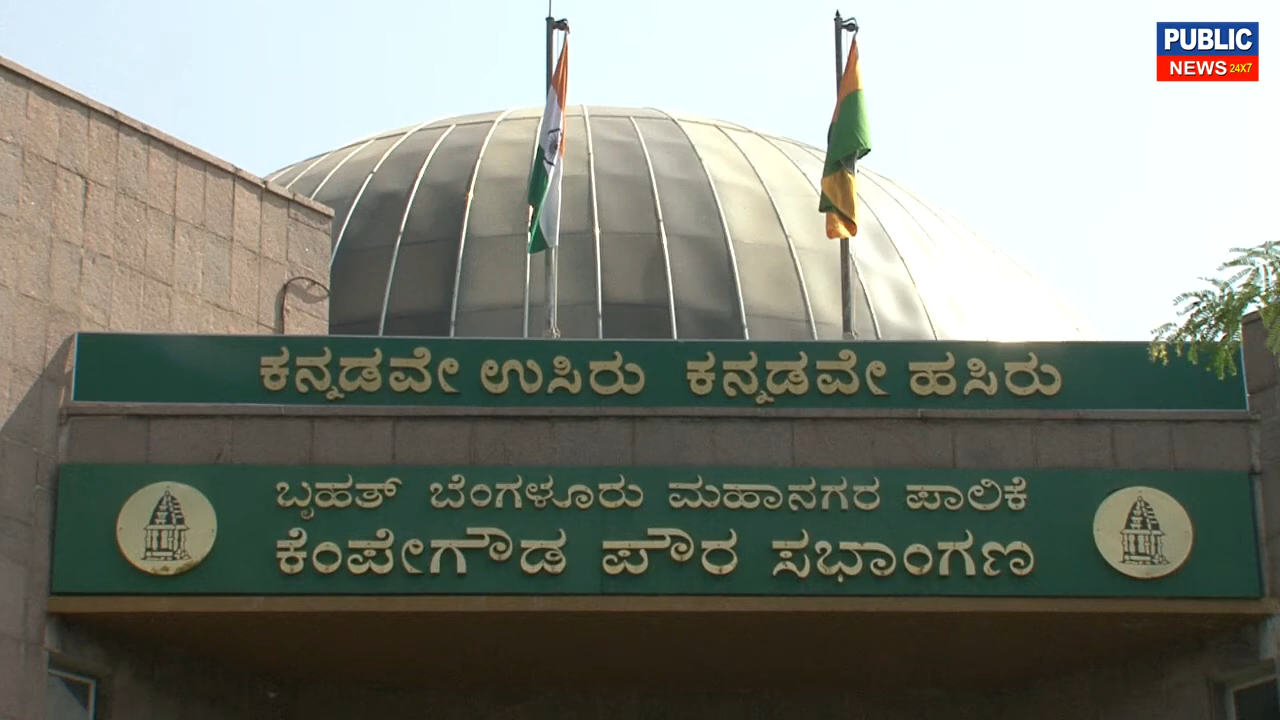 PUBLIC
NEWS 24X7
ಕನ್ನಡವೇ ಉಸಿರು ಕನ್ನಡವೇ ಹಸಿರು
ಬೃಹತ್ ಬೆಂಗಳೂರು ಮಹಾನಗರ ಪಾಲಿಕೆ
ಕೆಂಪೇಗೌಡ ಪೌರ ಸಭಾಂಗಣ